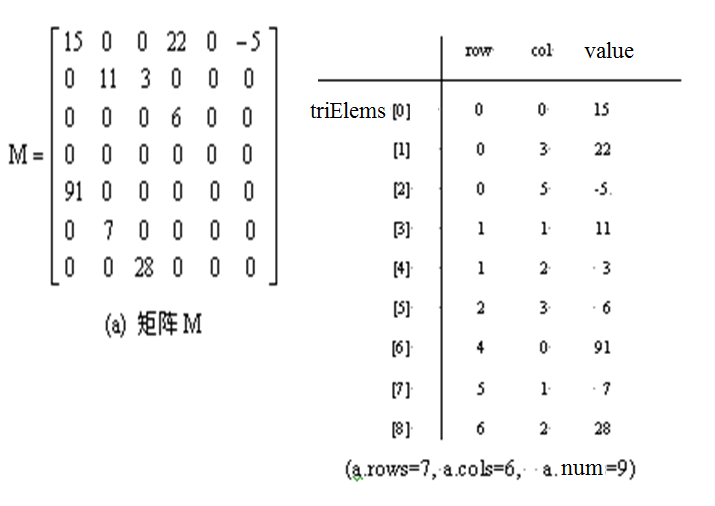 15 0 0 22 0 -5
0 11 3 0 0 0
0 0 0 6 0 0
M = 0 0 0 0 0 0
91 0 0 0 0 0
0 7 0 0 0 0
0 0 28 0 0 0
(a) 矩阵 M
row col value
triElems [0] 0 0 15
[1] 0 3 22
[2] 0 5 -5.
[3] 1 1 11
[4] 1 2 3
[5] 2 3 6
[6] 4 0 91
[7] 5 1 7
[8] 6 2 28
(a.rows=7, a.cols=6, a.num=9)